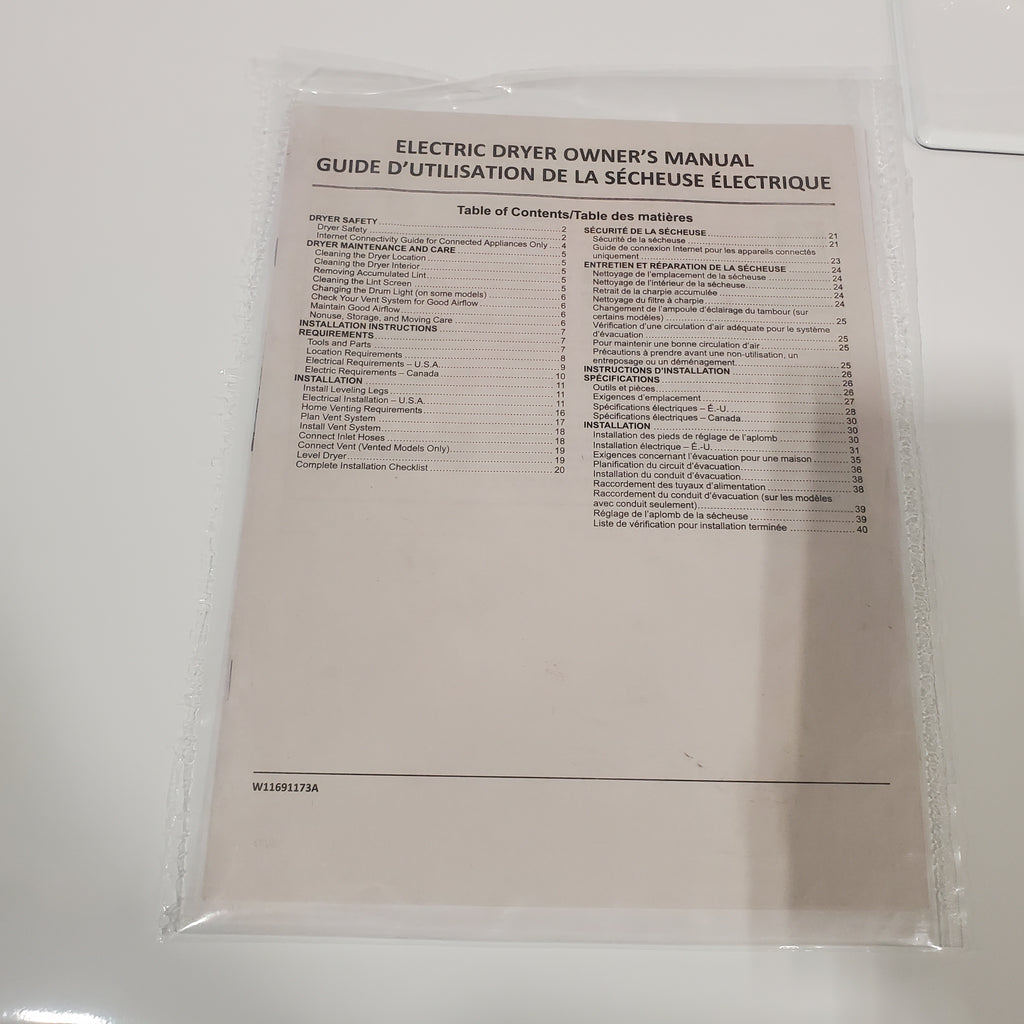 ELECTRIC DRYER OWNER'S MANUAL
GUIDE D'UTILISATION DE LA SÉCHEUSE ÉLECTRIQUE
Table of Contents/Table des matières
DRYER SAFETY 2
Dryer Safety 2
Internet Connectivity Guide for Connected Appliances Only 4
DRYER MAINTENANCE AND CARE 5
Cleaning the Dryer Location 5
Cleaning the Dryer Interior 5
Removing Accumulated Lint 5
Cleaning the Lint Screen 5
Changing the Drum Light (on some models) 6
Check Your Vent System for Good Airflow 6
Maintain Good Airflow 6
Nonuse, Storage, and Moving Care 6
INSTALLATION INSTRUCTIONS 7
REQUIREMENTS 7
Tools and Parts 7
Location Requirements 8
Electrical Requirements – U.S.A. 9
Electric Requirements – Canada 10
INSTALLATION 11
Install Leveling Legs 11
Electrical Installation – U.S.A. 11
Home Venting Requirements 16
Plan Vent System 17
Install Vent System 18
Connect Inlet Hoses 18
Connect Vent (Vented Models Only) 19
Level Dryer 19
Complete Installation Checklist 20
SÉCURITÉ DE LA SÉCHEUSE 21
Sécurité de la sécheuse 21
Guide de connexion Internet pour les appareils connectés
uniquement 23
ENTRETIEN ET RÉPARATION DE LA SÉCHEUSE 24
Nettoyage de l'emplacement de la sécheuse 24
Nettoyage de l'intérieur de la sécheuse 24
Retrait de la charpie accumulée 24
Nettoyage du filtre à charpie 24
Changement de l'ampoule d'éclairage du tambour (sur
certains modèles) 25
Vérification d'une circulation d'air adéquate pour le système
d'évacuation 25
Pour maintenir une bonne circulation d'air 25
Précautions à prendre avant une non-utilisation, un
entreposage ou un déménagement 25
INSTRUCTIONS D'INSTALLATION 26
SPÉCIFICATIONS 26
Outils et pièces 26
Exigences d'emplacement 27
Spécifications électriques – É.-U. 28
Spécifications électriques – Canada 30
INSTALLATION 30
Installation des pieds de réglage de l'aplomb 30
Installation électrique – É.-U. 31
Exigences concernant l'évacuation pour une maison 35
Planification du circuit d'évacuation 36
Installation du conduit d'évacuation 38
Raccordement des tuyaux d'alimentation 38
Raccordement du conduit d'évacuation (sur les modèles
avec conduit seulement) 39
Réglage de l'aplomb de la sécheuse 39
Liste de vérification pour installation terminée 40
W11691173A